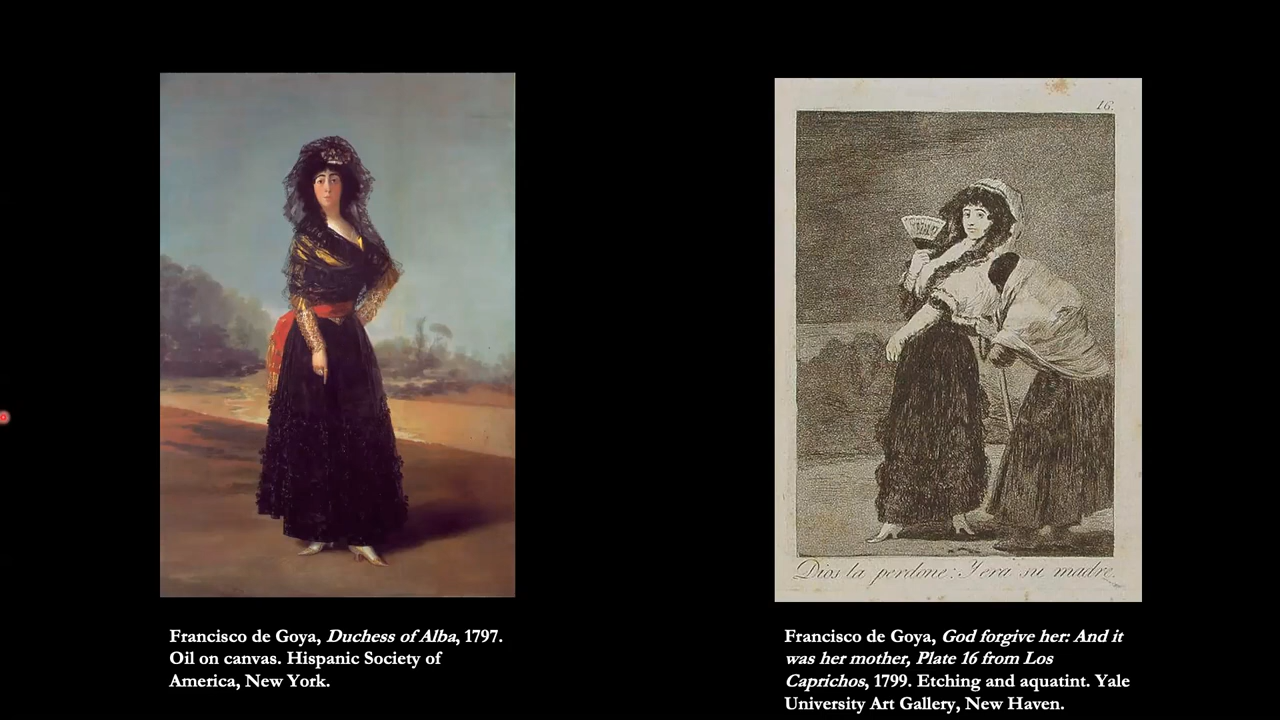 16.
Dios la perdone: Y era su madre.
Francisco de Goya, Duchess of Alba, 1797.
Oil on canvas. Hispanic Society of
America, New York.
Francisco de Goya, God forgive her: And it
was her mother, Plate 16 from Los
Caprichos, 1799. Etching and aquatint. Yale
University Art Gallery, New Haven.